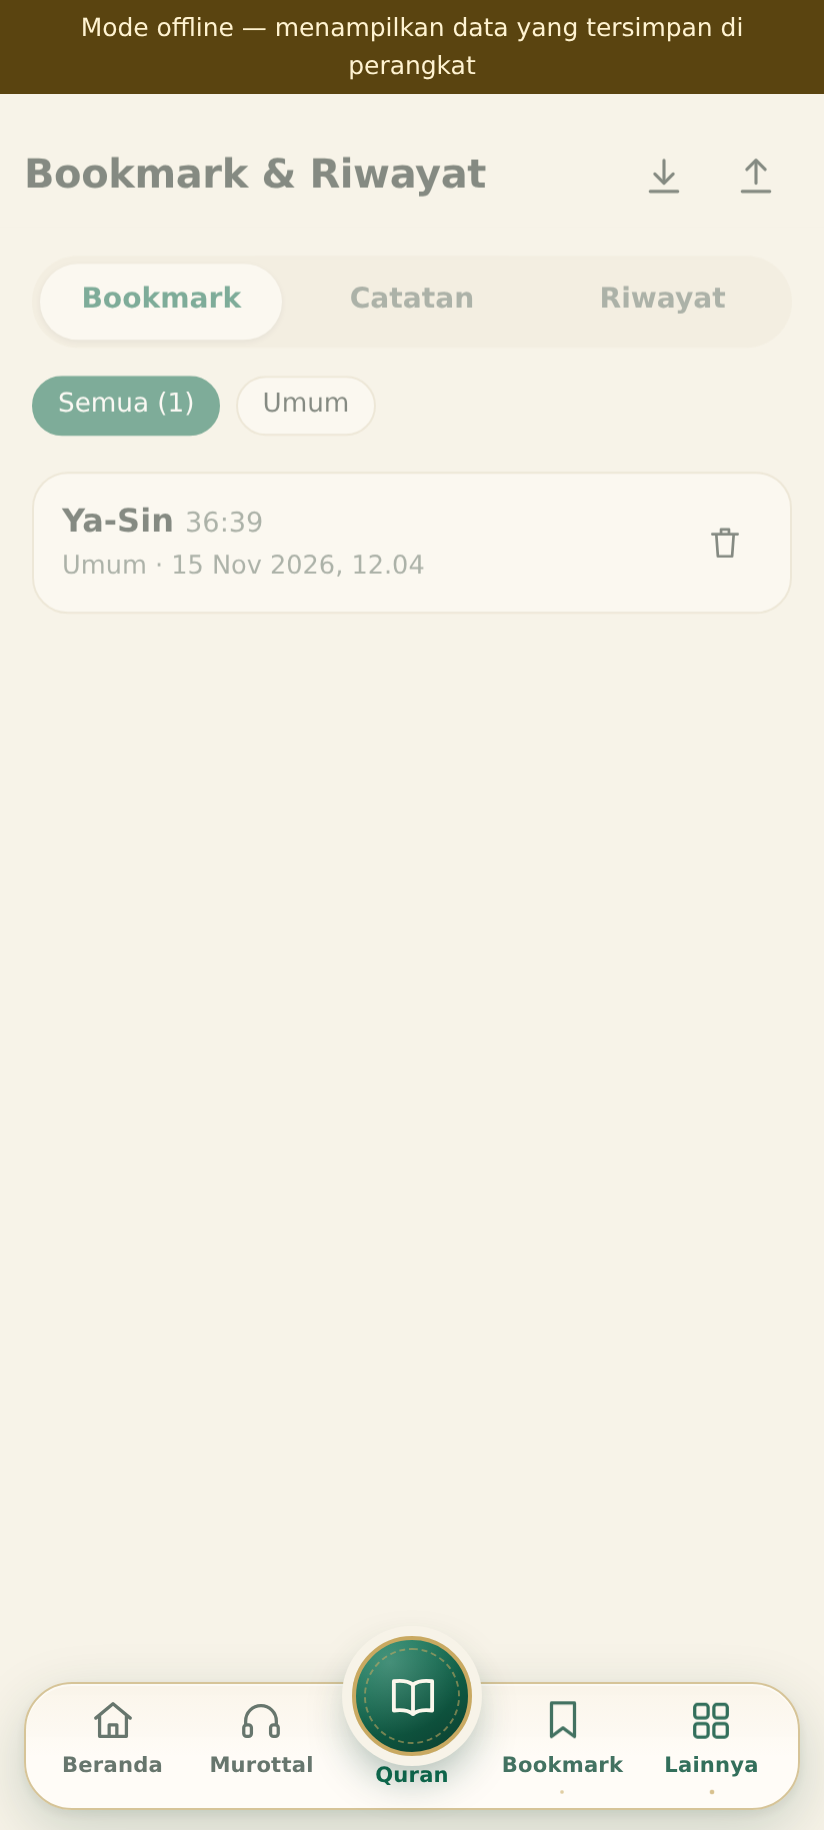 Mode offline — menampilkan data yang tersimpan di
perangkat
Bookmark & Riwayat
Bookmark
Catatan
Riwayat
Semua (1)
Umum
Ya-Sin 36:39
Umum · 15 Nov 2026, 12.04
Beranda
Murottal
Quran
Bookmark
Lainnya